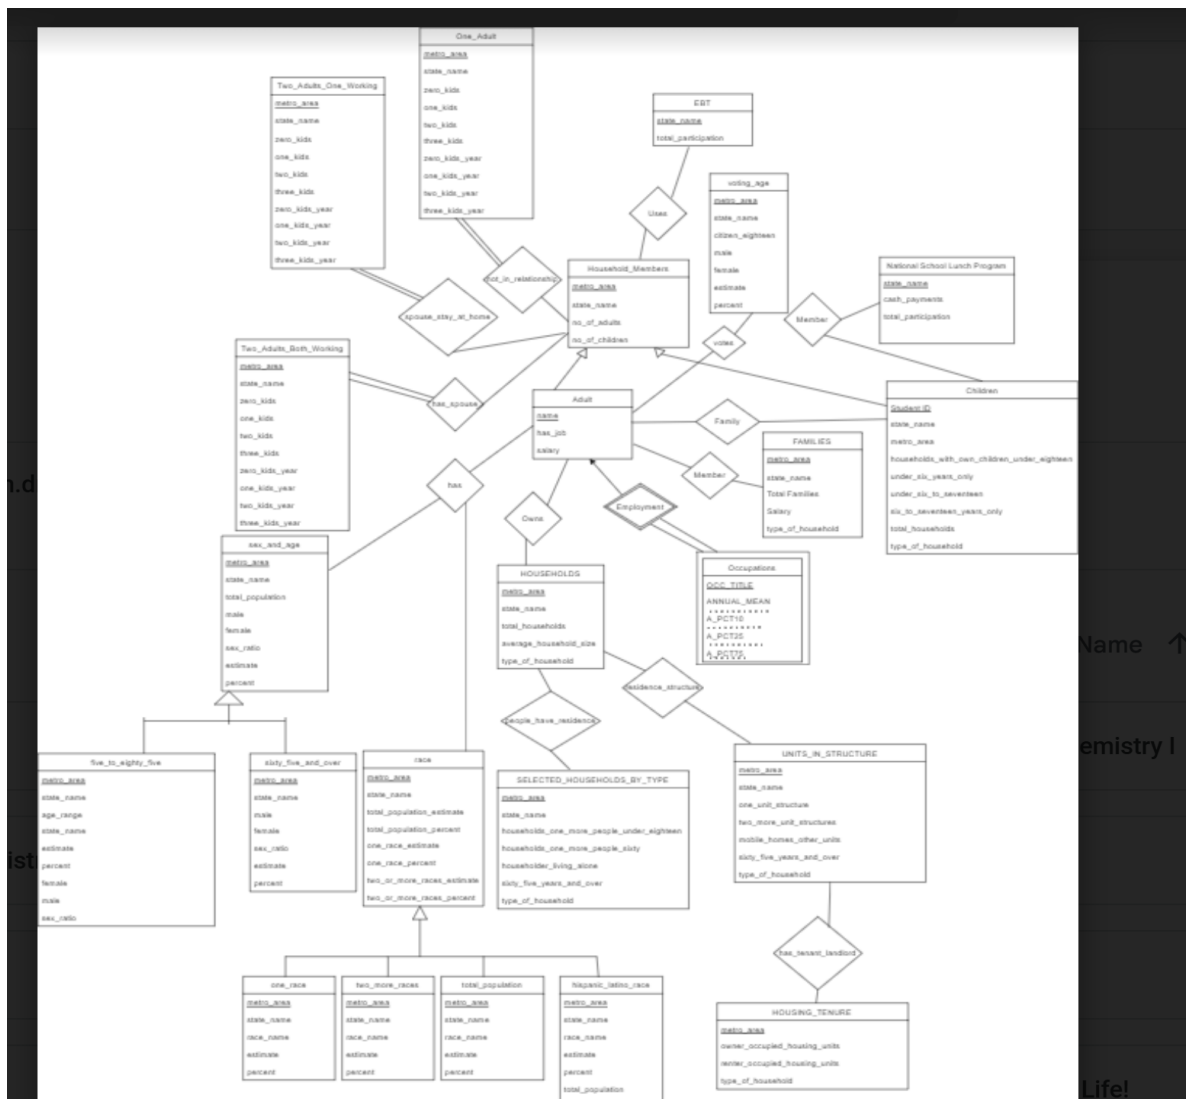 One_Adult
metro_area
state_name
zero_kids
one_kids
two_kids
three_kids
zero_kids_year
one_kids_year
two_kids_year
three_kids_year
Two_Adults_One_Working
metro_area
state_name
zero_kids
one_kids
two_kids
three_kids
zero_kids_year
one_kids_year
two_kids_year
three_kids_year
EBT
state_name
total_participation
Uses
voting_age
metro_area
state_name
citizen_eighteen
male
female
estimate
percent
not_in_relationship
Household_Members
metro_area
state_name
no_of_adults
no_of_children
National School Lunch Program
state_name
cash_payments
total_participation
Member
spouse_stay_at_home
votes
Two_Adults_Both_Working
metro_area
state_name
zero_kids
one_kids
two_kids
three_kids
zero_kids_year
one_kids_year
two_kids_year
three_kids_year
has_spouse
Adult
name
has_job
salary
Family
Children
Student ID
state_name
metro_area
households_with_own_children_under_eighteen
under_six_years_only
under_six_to_seventeen
six_to_seventeen_years_only
total_households
type_of_household
FAMILIES
metro_area
state_name
Total Families
Salary
type_of_household
Member
has
Owns
Employment
n.d
sex_and_age
metro_area
state_name
total_population
male
female
sex_ratio
estimate
percent
HOUSEHOLDS
metro_area
state_name
total_households
average_household_size
type_of_household
Occupations
OCC_TITLE
ANNUAL_MEAN
A_PCT10
A_PCT25
A_PCT75
Name ↑
residence_structure
people_have_residence
five_to_eighty_five
metro_area
state_name
age_range
state_name
estimate
percent
female
male
sex_ratio
sixty_five_and_over
metro_area
state_name
male
female
sex_ratio
estimate
percent
race
metro_area
state_name
total_population_estimate
total_population_percent
one_race_estimate
one_race_percent
two_or_more_races_estimate
two_or_more_races_percent
SELECTED_HOUSEHOLDS_BY_TYPE
metro_area
state_name
households_one_more_people_under_eighteen
households_one_more_people_sixty
householder_living_alone
sixty_five_years_and_over
type_of_household
UNITS_IN_STRUCTURE
metro_area
state_name
one_unit_structure
two_more_unit_structures
mobile_homes_other_units
sixty_five_years_and_over
type_of_household
emistry I
ist
has_tenant_landlord
one_race
metro_area
state_name
race_name
estimate
percent
two_more_races
metro_area
state_name
race_name
estimate
percent
total_population
metro_area
state_name
race_name
estimate
percent
hispanic_latino_race
metro_area
state_name
race_name
estimate
percent
total_population
HOUSING_TENURE
metro_area
owner_occupied_housing_units
renter_occupied_housing_units
type_of_household
Life!